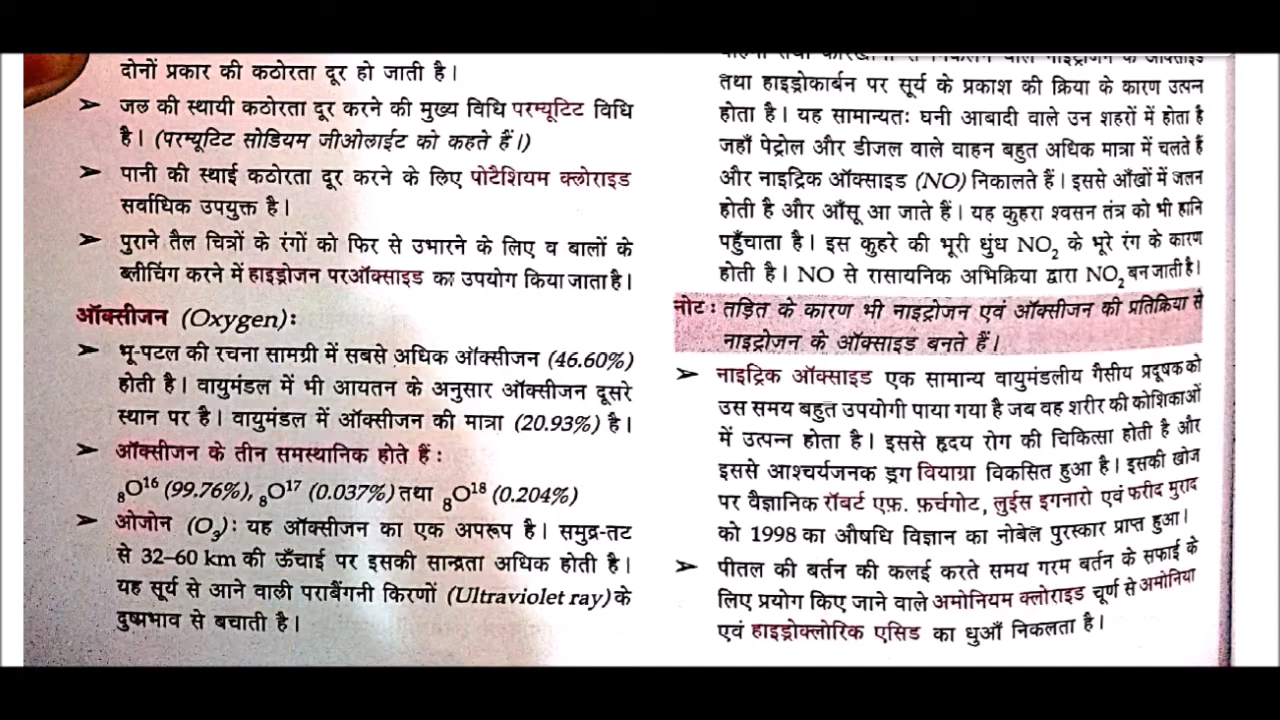 दोनों प्रकार की कठोरता दूर हो जाती है।
➤ जल की स्थायी कठोरता दूर करने की मुख्य विधि परम्यूटिट विधि
है। (परम्यूटिट सोडियम जीओलाईट को कहते हैं।)
➤ पानी की स्थाई कठोरता दूर करने के लिए पोटैशियम क्लोराइड
सर्वाधिक उपयुक्त है।
➤ पुराने तैल चित्रों के रंगों को फिर से उभारने के लिए व बालों के
ब्लीचिंग करने में हाइड्रोजन परऑक्साइड का उपयोग किया जाता है।
ऑक्सीजन (Oxygen):
➤ भू-पटल की रचना सामग्री में सबसे अधिक ऑक्सीजन (46.60%)
होती है। वायुमंडल में भी आयतन के अनुसार ऑक्सीजन दूसरे
स्थान पर है। वायुमंडल में ऑक्सीजन की मात्रा (20.93%) है।
➤ ऑक्सीजन के तीन समस्थानिक होते हैं :
₈O¹⁶ (99.76%), ₈O¹⁷ (0.037%) तथा ₈O¹⁸ (0.204%)
➤ ओजोन (O₃): यह ऑक्सीजन का एक अपरूप है। समुद्र-तट
से 32–60 km की ऊँचाई पर इसकी सान्द्रता अधिक होती है।
यह सूर्य से आने वाली पराबैंगनी किरणों (Ultraviolet ray) के
दुष्प्रभाव से बचाती है।
तथा हाइड्रोकार्बन पर सूर्य के प्रकाश की क्रिया के कारण उत्पन्न
होता है। यह सामान्यतः घनी आबादी वाले उन शहरों में होता है
जहाँ पेट्रोल और डीजल वाले वाहन बहुत अधिक मात्रा में चलते हैं
और नाइट्रिक ऑक्साइड (NO) निकालते हैं। इससे आँखों में जलन
होती है और आँसू आ जाते हैं। यह कुहरा श्वसन तंत्र को भी हानि
पहुँचाता है। इस कुहरे की भूरी धुंध NO₂ के भूरे रंग के कारण
होती है। NO से रासायनिक अभिक्रिया द्वारा NO₂ बन जाती है।
नोट: तड़ित के कारण भी नाइट्रोजन एवं ऑक्सीजन की प्रतिक्रिया से
नाइट्रोजन के ऑक्साइड बनते हैं।
➤ नाइट्रिक ऑक्साइड एक सामान्य वायुमंडलीय गैसीय प्रदूषक को
उस समय बहुत उपयोगी पाया गया है जब वह शरीर की कोशिकाओं
में उत्पन्न होता है। इससे हृदय रोग की चिकित्सा होती है और
इससे आश्चर्यजनक ड्रग वियाग्रा विकसित हुआ है। इसकी खोज
पर वैज्ञानिक रॉबर्ट एफ. फ़र्चगोट, लुईस इगनारो एवं फरीद मुराद
को 1998 का औषधि विज्ञान का नोबेल पुरस्कार प्राप्त हुआ।
➤ पीतल की बर्तन की कलई करते समय गरम बर्तन के सफाई के
लिए प्रयोग किए जाने वाले अमोनियम क्लोराइड चूर्ण से अमोनिया
एवं हाइड्रोक्लोरिक एसिड का धुआँ निकलता है।